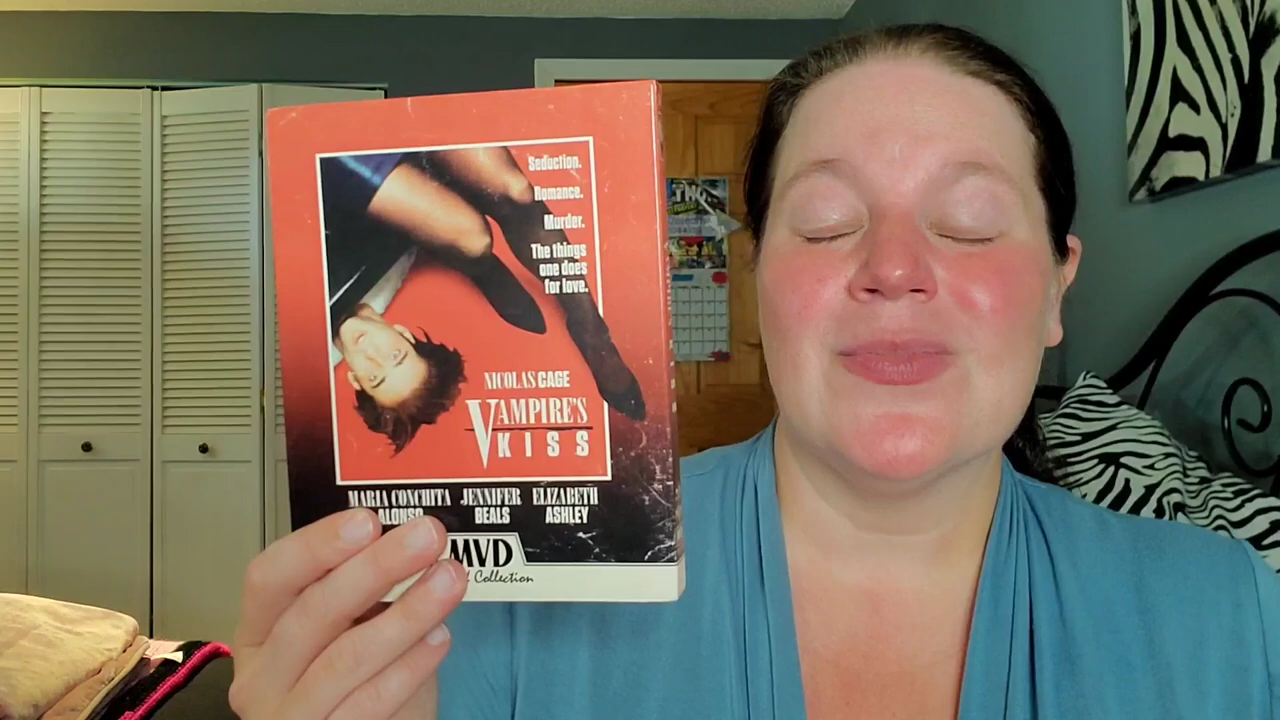 Seduction.
Romance.
Murder.
The things
one does
for love.
NICOLAS CAGE
VAMPIRE'S
KISS
MARIA CONCHITA
ALONSO
JENNIFER
BEALS
ELIZABETH
ASHLEY
MVD
Collection